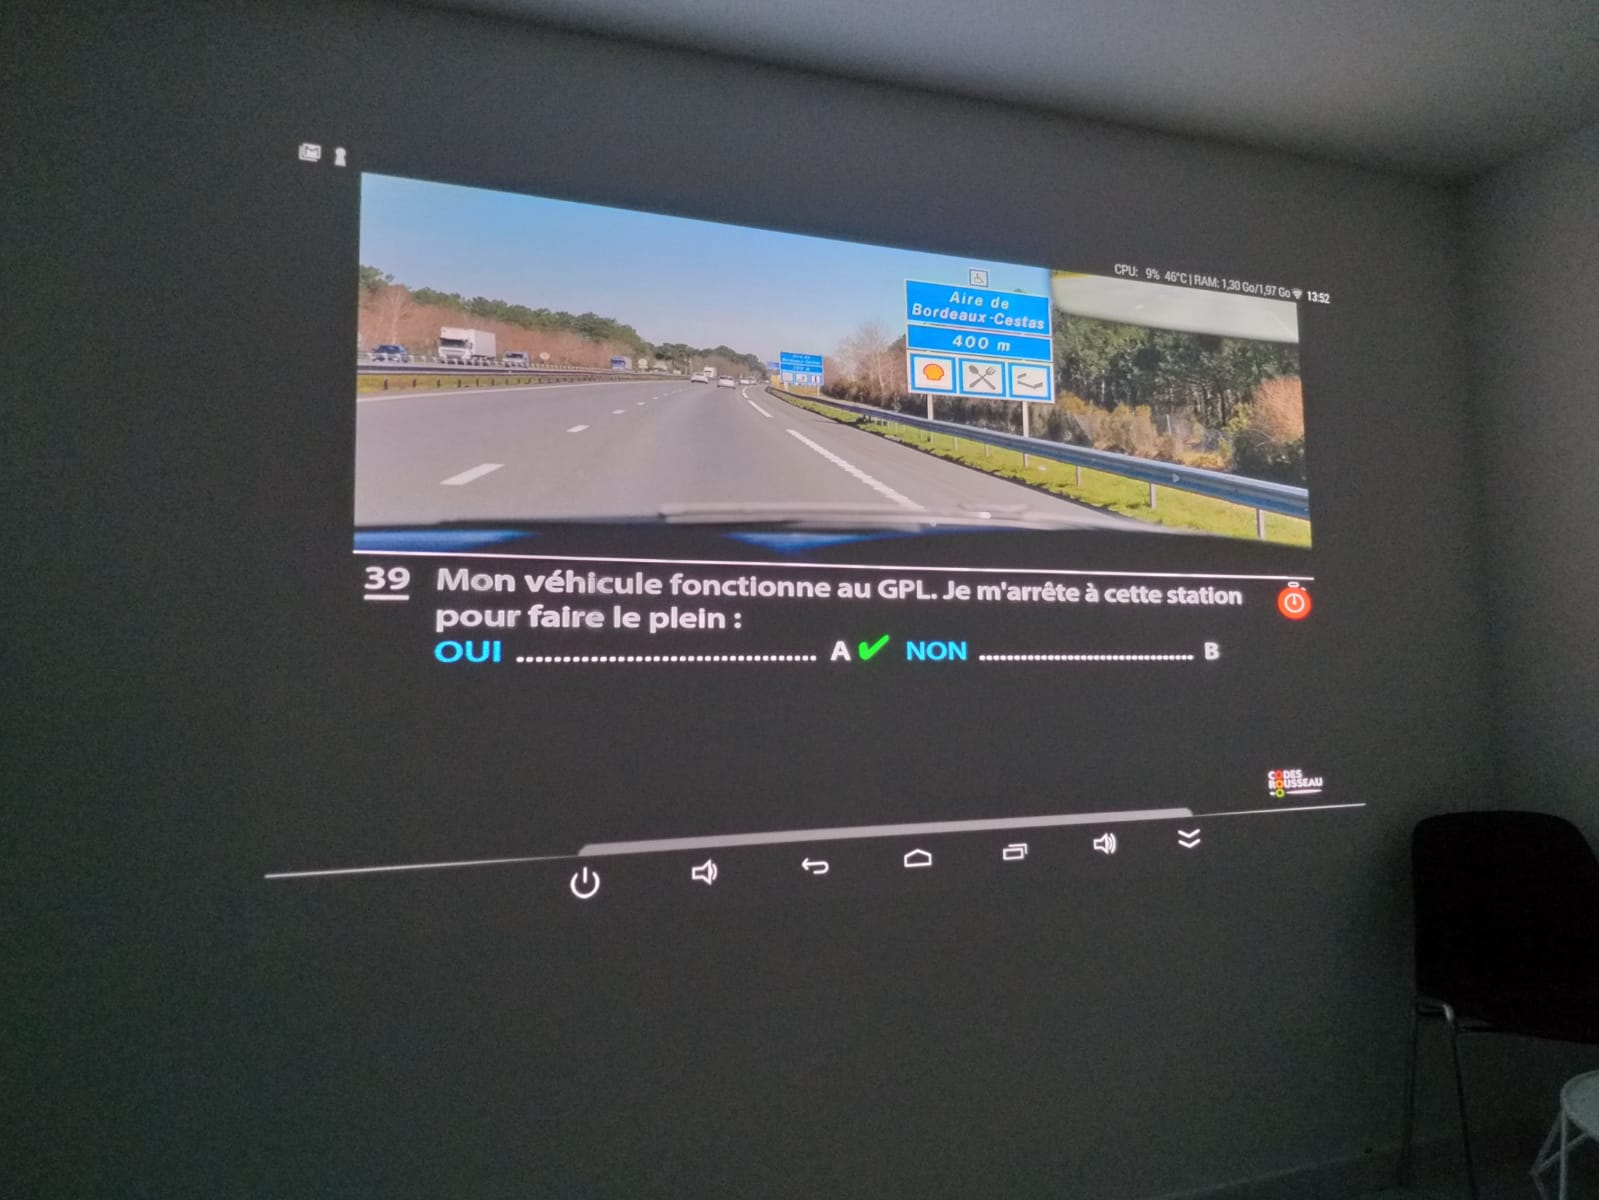 CPU: 9% 46°C | RAM: 1,30 Go/1,97 Go 13:52
Aire de
Bordeaux-Cestas
400 m
39 Mon véhicule fonctionne au GPL. Je m'arrête à cette station
pour faire le plein :
OUI ................................. A ✔ NON ........................... B
CODES
ROUSSEAU